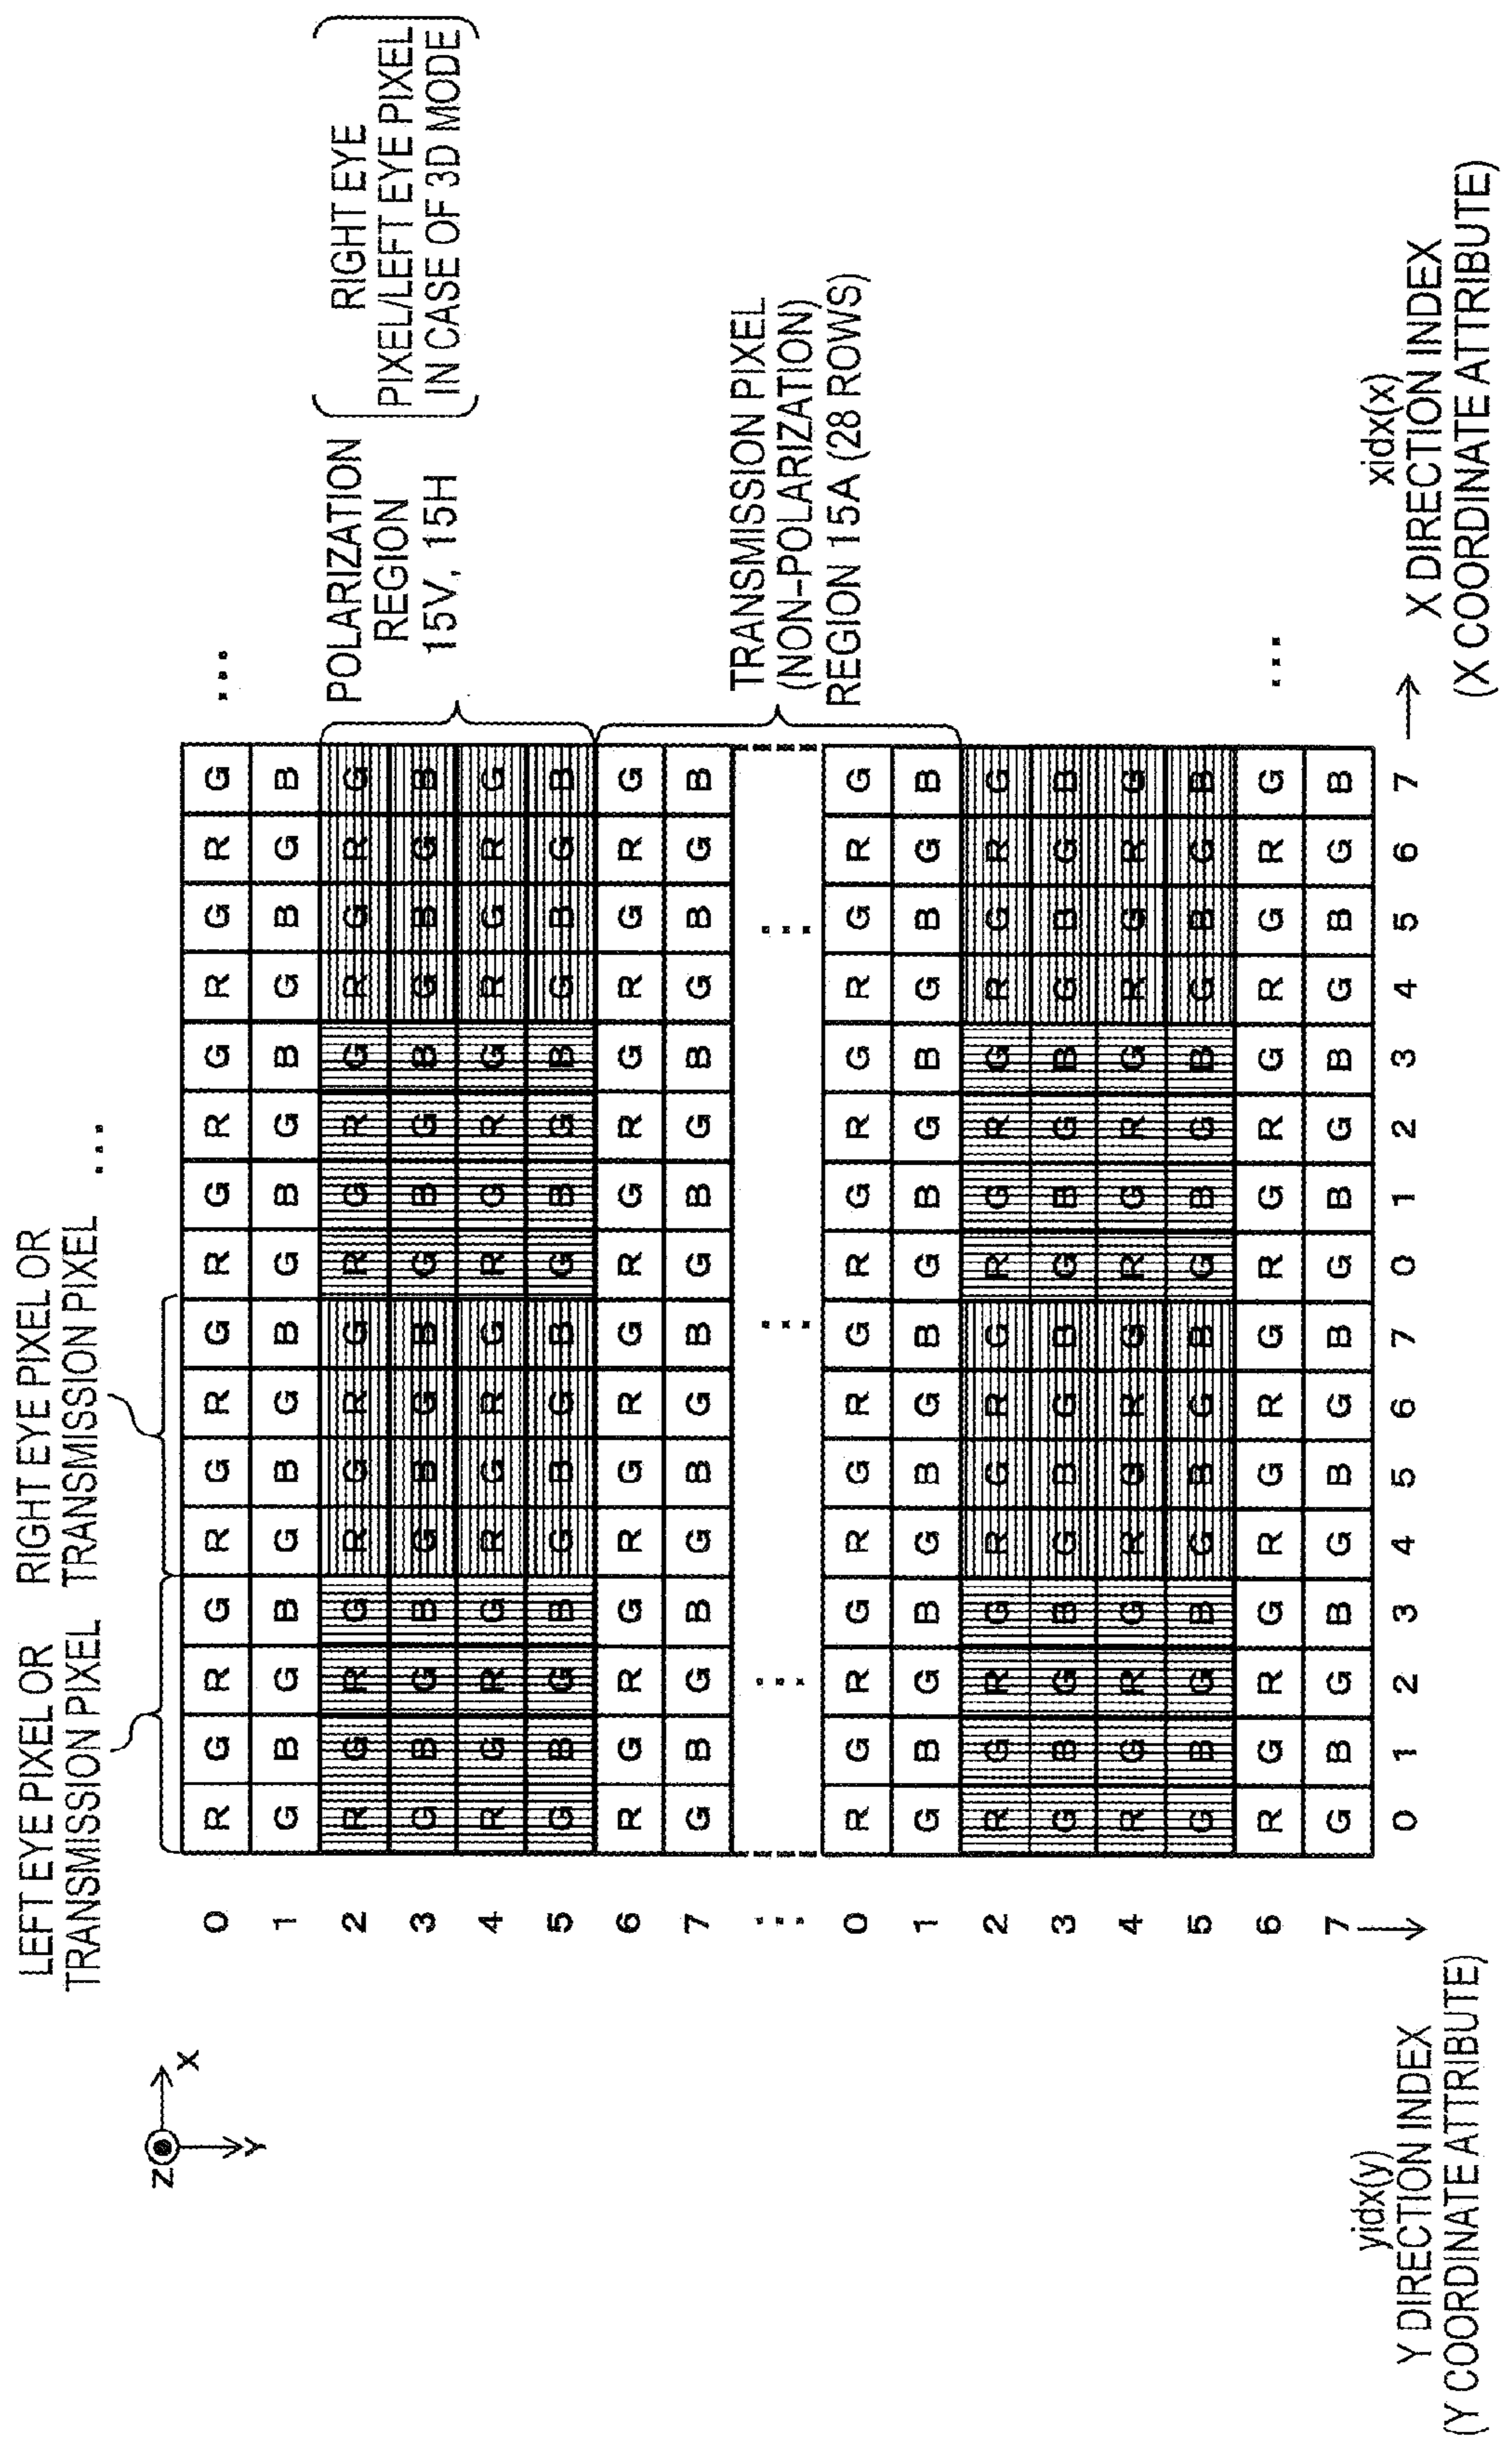 LEFT EYE PIXEL OR
TRANSMISSION PIXEL
RIGHT EYE PIXEL OR
TRANSMISSION PIXEL
...
Z
X
Y
0 R G R G R G R G R G R G R G R G ...
1 G B G B G B G B G B G B G B G B
2 R G R G R G R G R G R G R G R G
3 G B G B G B G B G B G B G B G B
4 R G R G R G R G R G R G R G R G
5 G B G B G B G B G B G B G B G B
POLARIZATION
REGION
15V, 15H
RIGHT EYE
PIXEL/LEFT EYE PIXEL
IN CASE OF 3D MODE
6 R G R G R G R G R G R G R G R G
7 G B G B G B G B G B G B G B G B
... ... ... ...
0 R G R G R G R G R G R G R G R G
1 G B G B G B G B G B G B G B G B
TRANSMISSION PIXEL
(NON-POLARIZATION)
REGION 15A (28 ROWS)
2 R G R G R G R G R G R G R G R G
3 G B G B G B G B G B G B G B G B
4 R G R G R G R G R G R G R G R G
5 G B G B G B G B G B G B G B G B
6 R G R G R G R G R G R G R G R G ...
7 G B G B G B G B G B G B G B G B
0 1 2 3 4 5 6 7 0 1 2 3 4 5 6 7
yidx(y)
Y DIRECTION INDEX
(Y COORDINATE ATTRIBUTE)
xidx(x)
X DIRECTION INDEX
(X COORDINATE ATTRIBUTE)